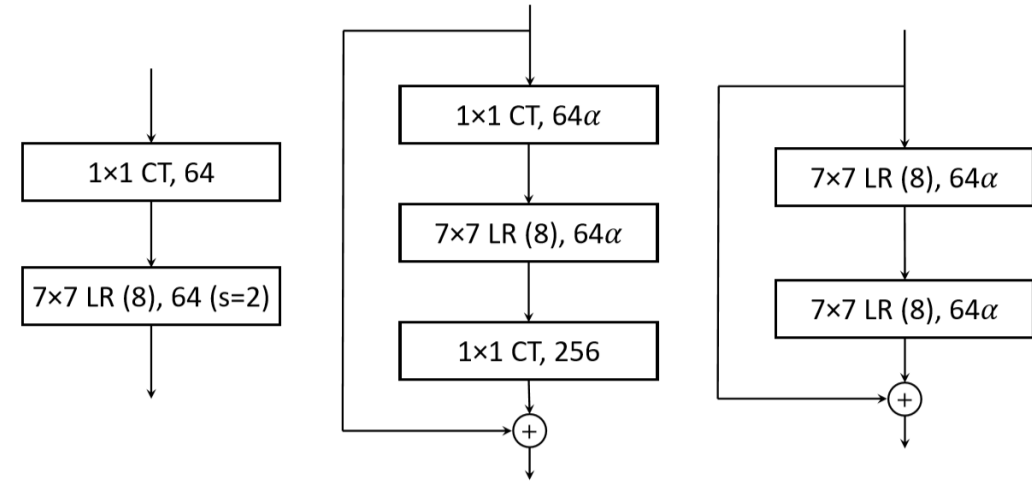 1×1 CT, 64
7×7 LR (8), 64 (s=2)
1×1 CT, 64α
7×7 LR (8), 64α
1×1 CT, 256
+
7×7 LR (8), 64α
7×7 LR (8), 64α
+